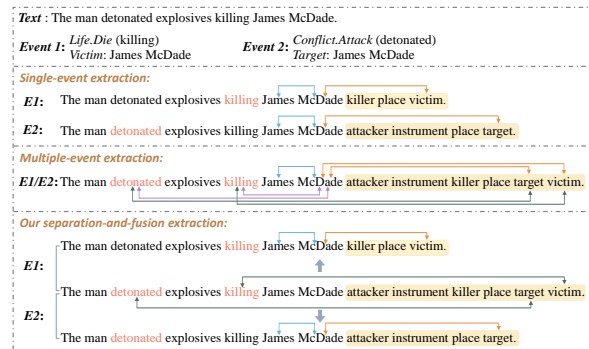 Text : The man detonated explosives killing James McDade.
Event 1: Life.Die (killing) Event 2: Conflict.Attack (detonated)
Victim: James McDade Target: James McDade
Single-event extraction:
E1: The man detonated explosives killing James McDade killer place victim.
E2: The man detonated explosives killing James McDade attacker instrument place target.
Multiple-event extraction:
E1/E2: The man detonated explosives killing James McDade attacker instrument killer place target victim.
Our separation-and-fusion extraction:
The man detonated explosives killing James McDade killer place victim.
E1:
The man detonated explosives killing James McDade attacker instrument killer place target victim.
E2:
The man detonated explosives killing James McDade attacker instrument place target.